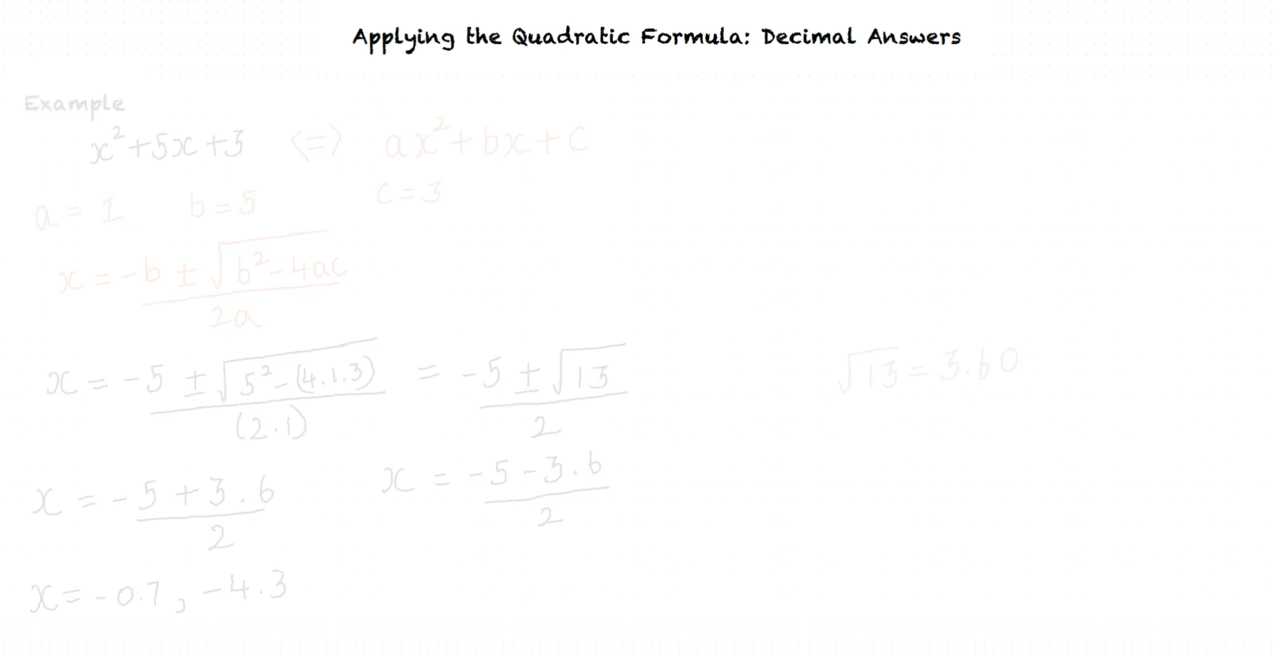 Applying the Quadratic Formula: Decimal Answers
Example
x² + 5x + 3 <=> ax² + bx + c
a = 1 b = 5 c = 3
x = -b ± √b² - 4ac
2a
x = -5 ± √5² - (4.1.3) = -5 ± √13 √13 = 3.60
(2.1) 2
x = -5 + 3.6 x = -5 - 3.6
2 2
x = -0.7, -4.3